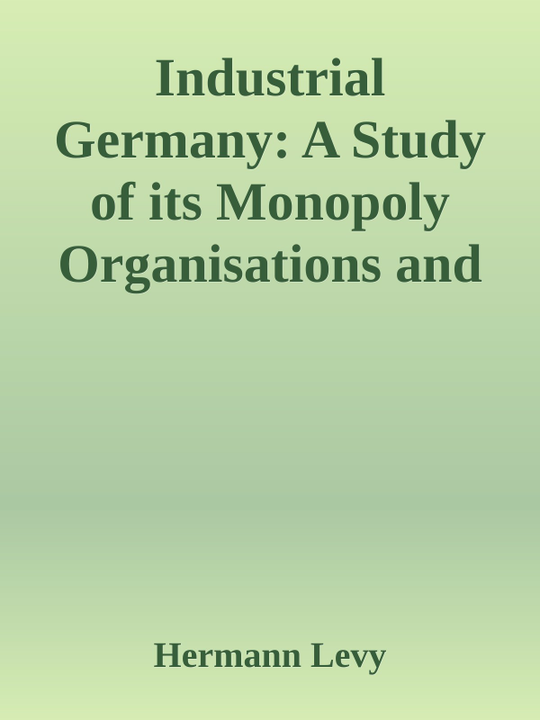 Industrial
Germany: A Study
of its Monopoly
Organisations and
Hermann Levy